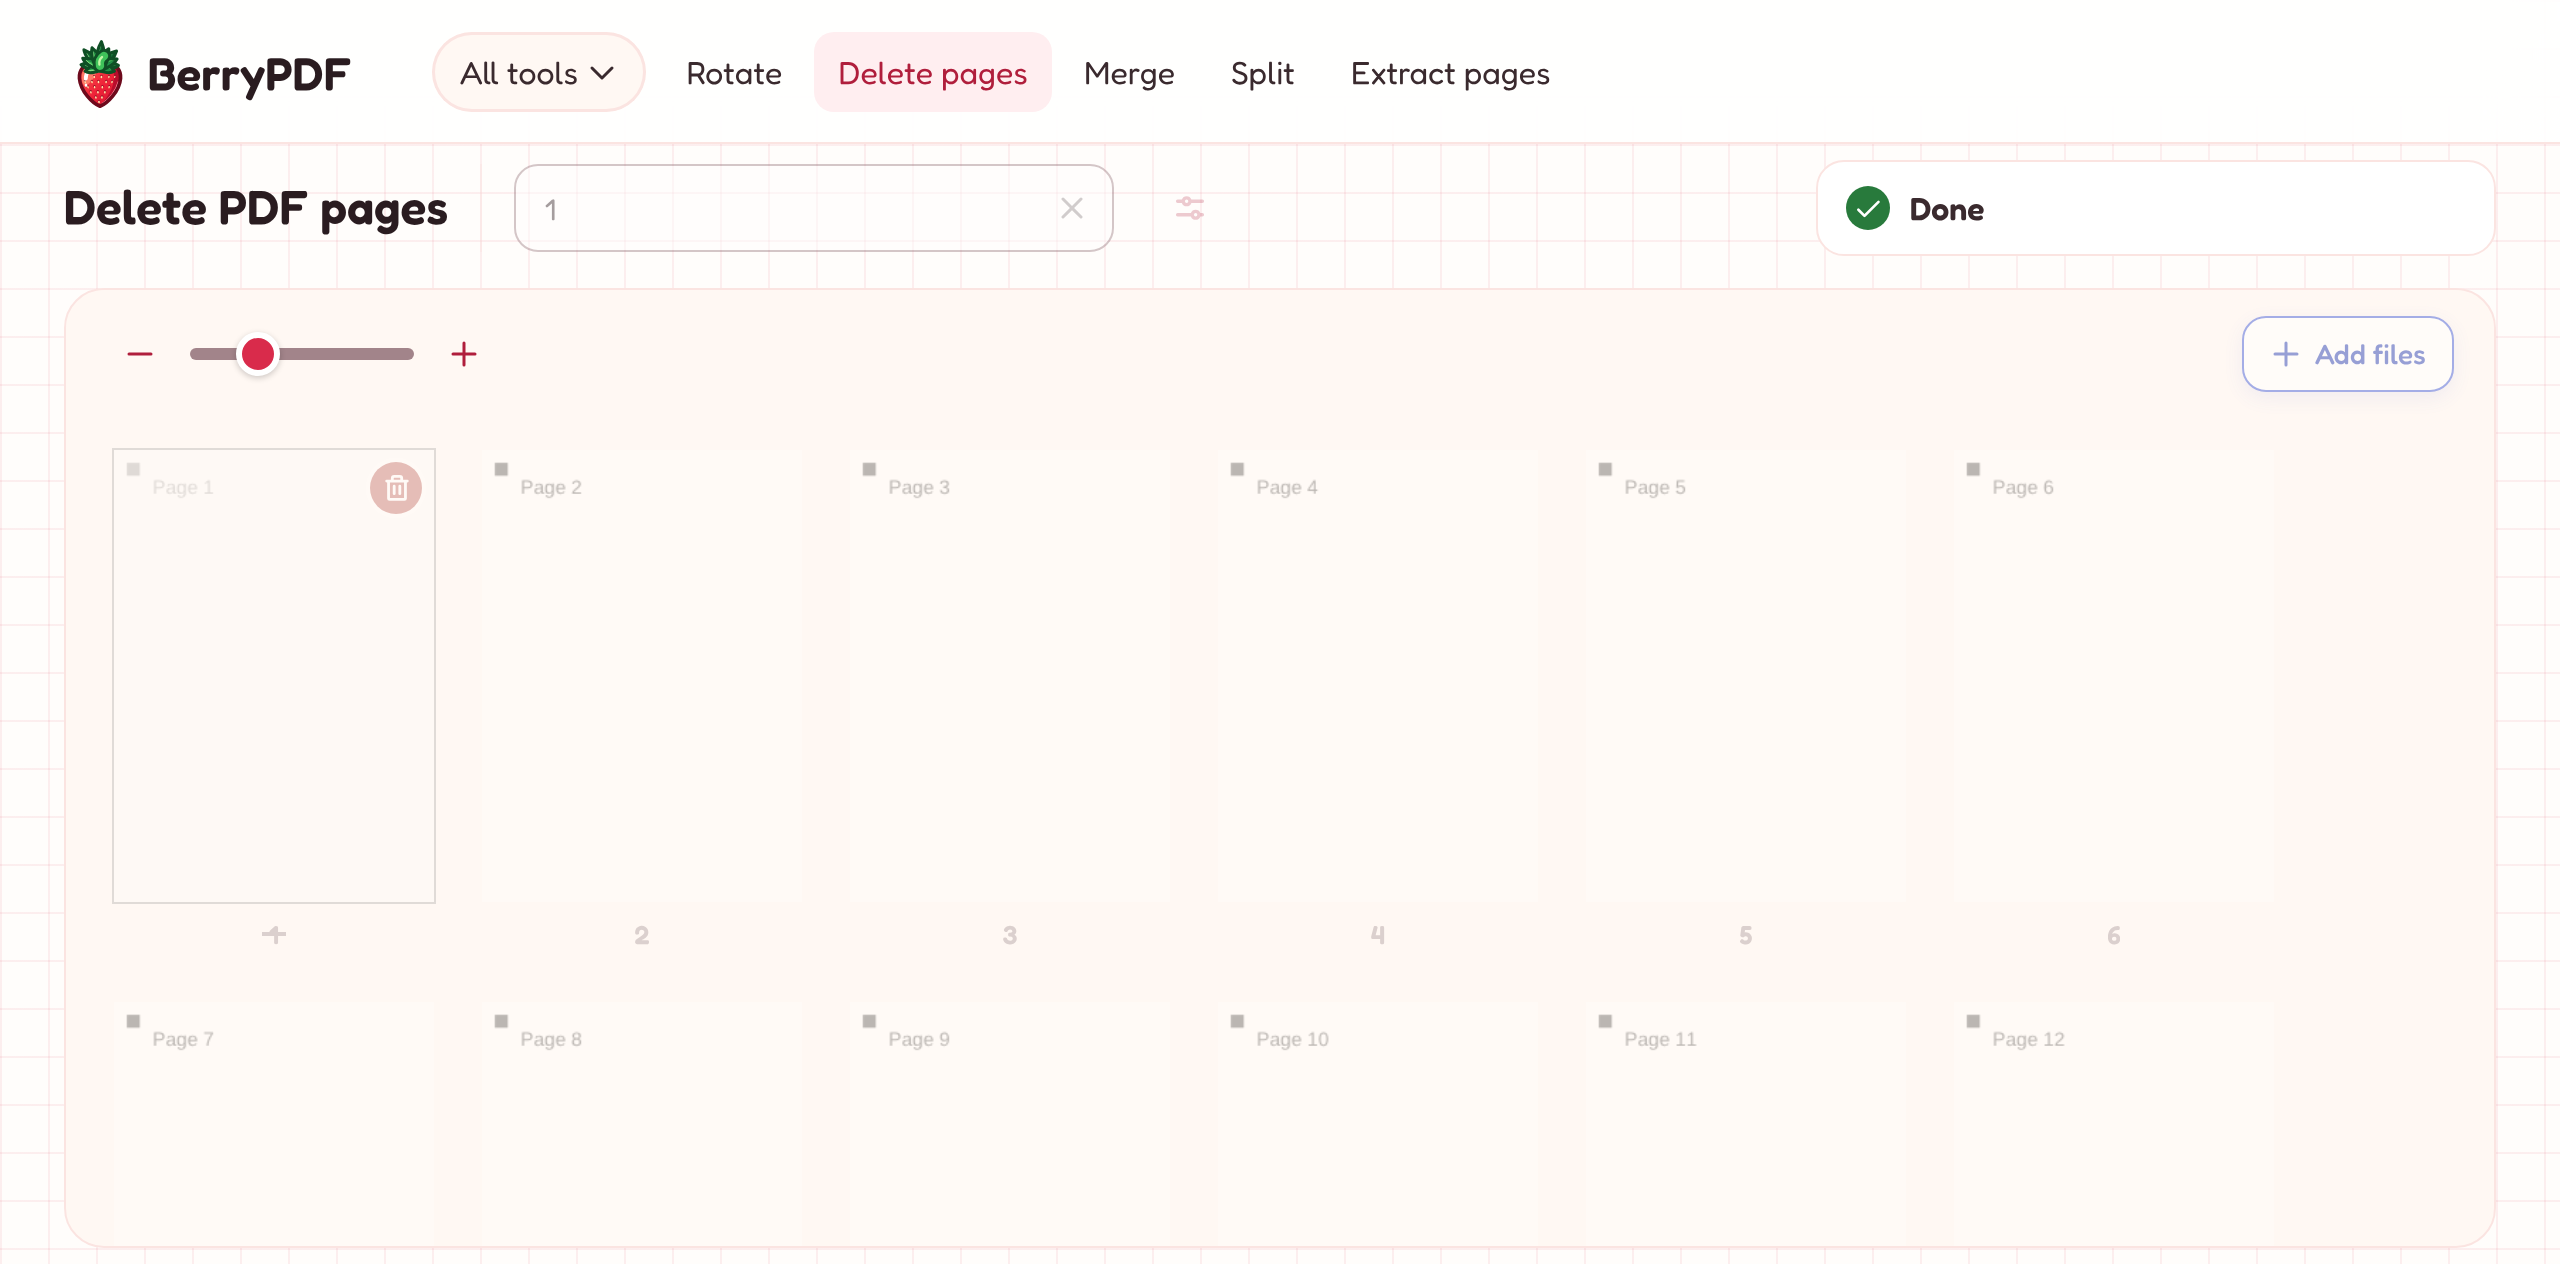 BerryPDF
All tools
Rotate
Delete pages
Merge
Split
Extract pages
Delete PDF pages
1
Done
Add files
Page 1
Page 2
Page 3
Page 4
Page 5
Page 6
1
2
3
4
5
6
Page 7
Page 8
Page 9
Page 10
Page 11
Page 12